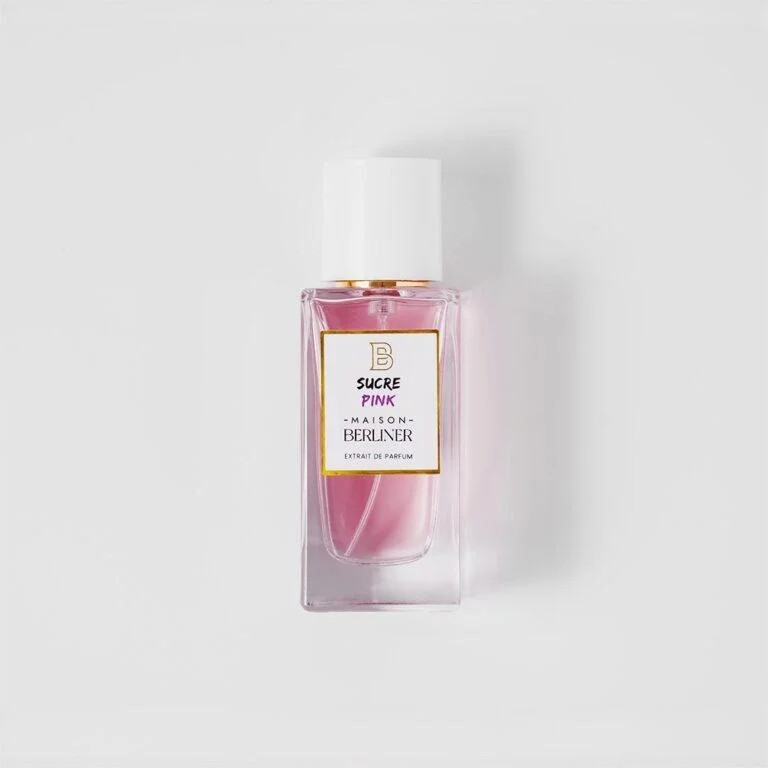 B
SUCRE
PINK
-MAISON-
BERLINER
EXTRAIT DE PARFUM